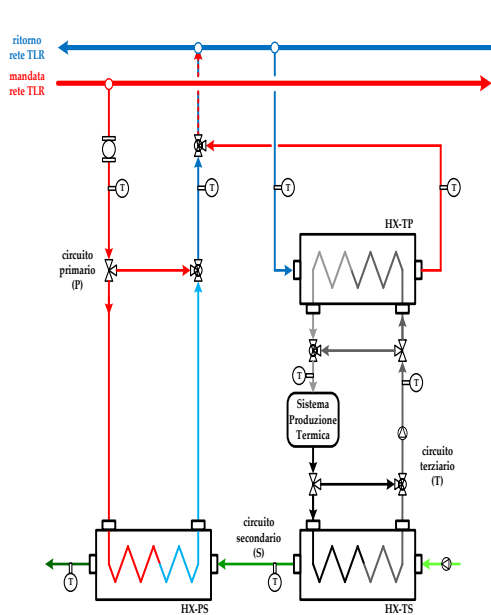 ritorno
rete TLR
mandata
rete TLR
T
T
T
T
HX-TP
circuito
primario
(P)
T
T
Sistema
Produzione
Termica
circuito
terziario
(T)
circuito
secondario
(S)
T
T
HX-PS
HX-TS